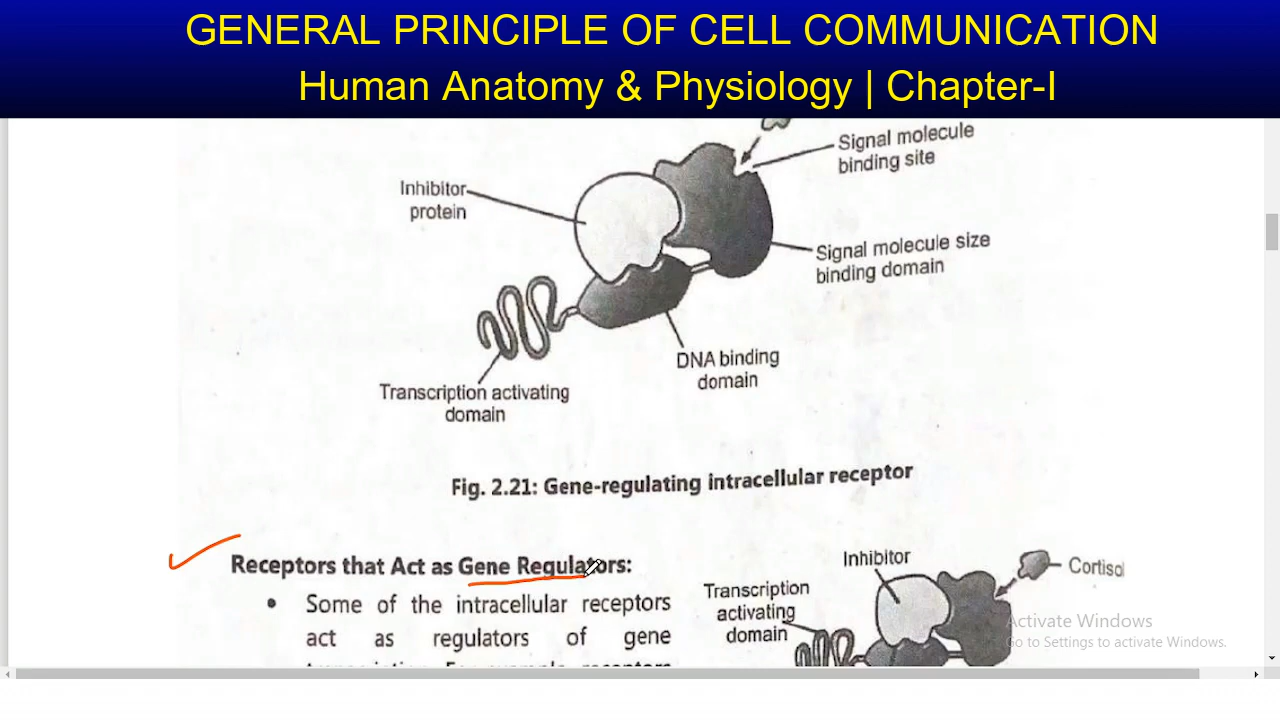 GENERAL PRINCIPLE OF CELL COMMUNICATION
Human Anatomy & Physiology | Chapter-I
Signal molecule
binding site
Inhibitor
protein
Signal molecule size
binding domain
DNA binding
domain
Transcription activating
domain
Fig. 2.21: Gene-regulating intracellular receptor
Receptors that Act as Gene Regulators:
• Some of the intracellular receptors
act as regulators of gene
Inhibitor
Cortisol
Transcription
activating
domain
Activate Windows
Go to Settings to activate Windows.